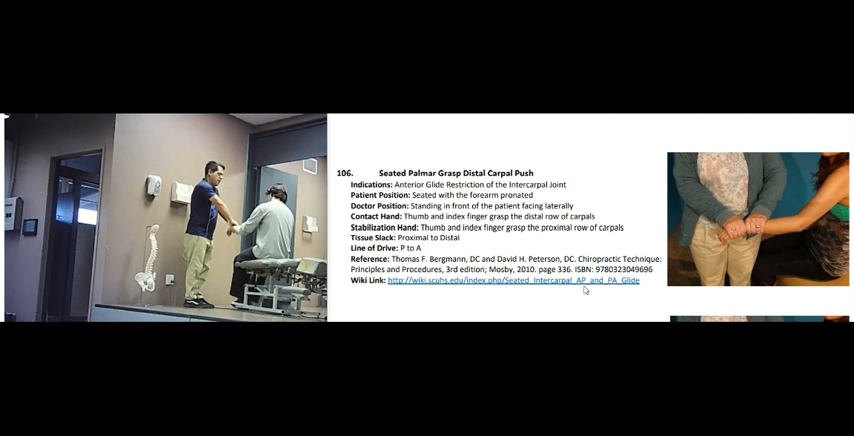 106. Seated Palmar Grasp Distal Carpal Push
Indications: Anterior Glide Restriction of the Intercarpal Joint
Patient Position: Seated with the forearm pronated
Doctor Position: Standing in front of the patient facing laterally
Contact Hand: Thumb and index finger grasp the distal row of carpals
Stabilization Hand: Thumb and index finger grasp the proximal row of carpals
Tissue Slack: Proximal to Distal
Line of Drive: P to A
Reference: Thomas F. Bergmann, DC and David H. Peterson, DC. Chiropractic Technique:
Principles and Procedures, 3rd edition; Mosby, 2010. page 336. ISBN: 9780323049696
Wiki Link: http://wiki.scuhs.edu/index.php/Seated_Intercarpal_AP_and_PA_Glide